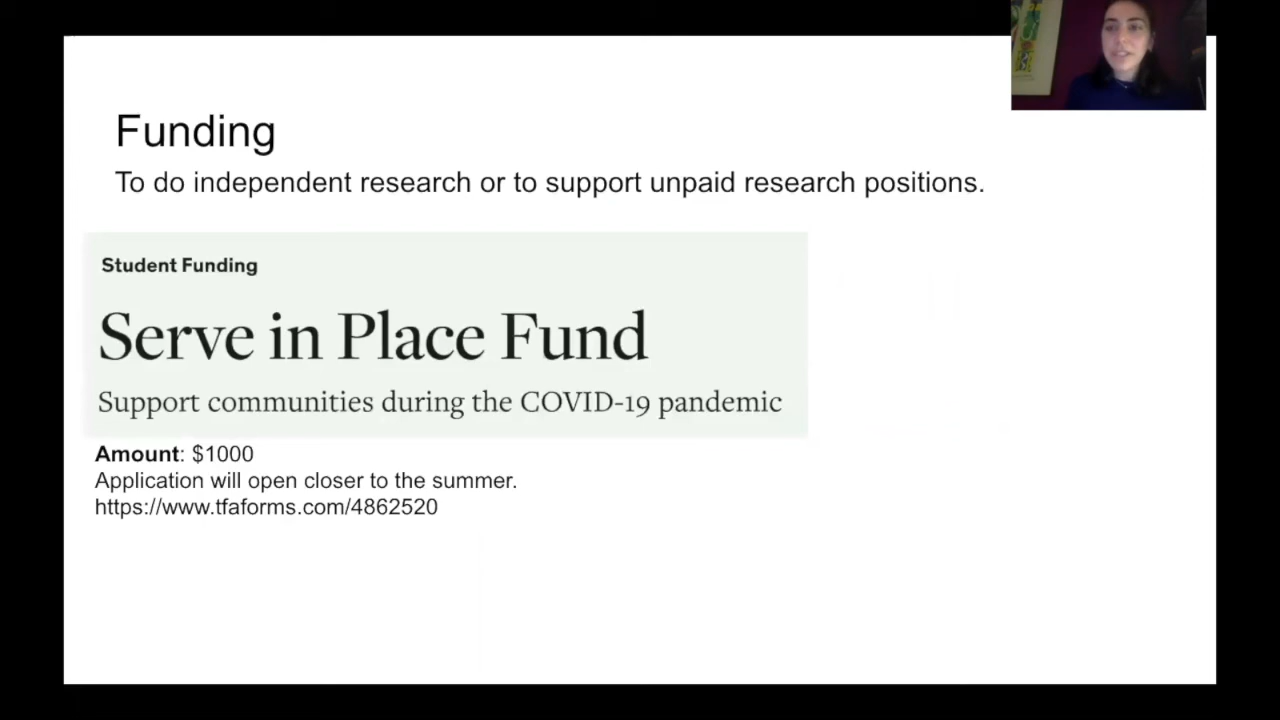 Funding
To do independent research or to support unpaid research positions.
Student Funding
Serve in Place Fund
Support communities during the COVID-19 pandemic
Amount: $1000
Application will open closer to the summer.
https://www.tfaforms.com/4862520